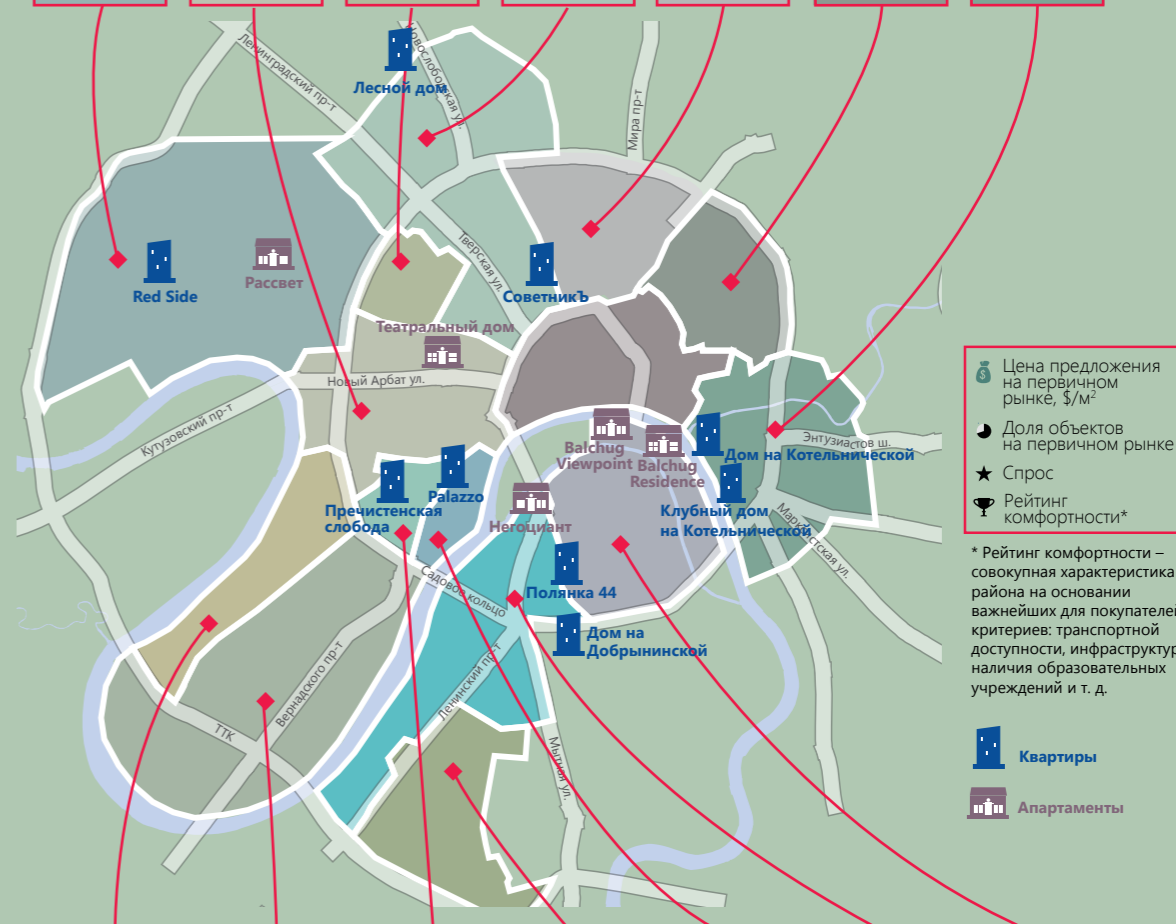 Ленинградский пр-т
Новослободская ул.
Лесной дом
Мира пр-т
Тверская ул.
Red Side
Рассвет
СоветникЪ
Театральный дом
Новый Арбат ул.
Кутузовский пр-т
Balchug
Viewpoint
Balchug
Residence
Энтузиастов ш.
Дом на Котельнической
Palazzo
Пречистенская
слобода
Негоциант
Клубный дом
на Котельнической
Марксистская ул.
Садовое кольцо
Полянка 44
Дом на
Добрынинской
Ленинский пр-т
Вернадского пр-т
ТТК
Мытная ул.
Цена предложения
на первичном
рынке, $/м²
Доля объектов
на первичном рынке
Спрос
Рейтинг
комфортности*
* Рейтинг комфортности –
совокупная характеристика
района на основании
важнейших для покупателей
критериев: транспортной
доступности, инфраструктур
наличия образовательных
учреждений и т. д.
Квартиры
Апартаменты